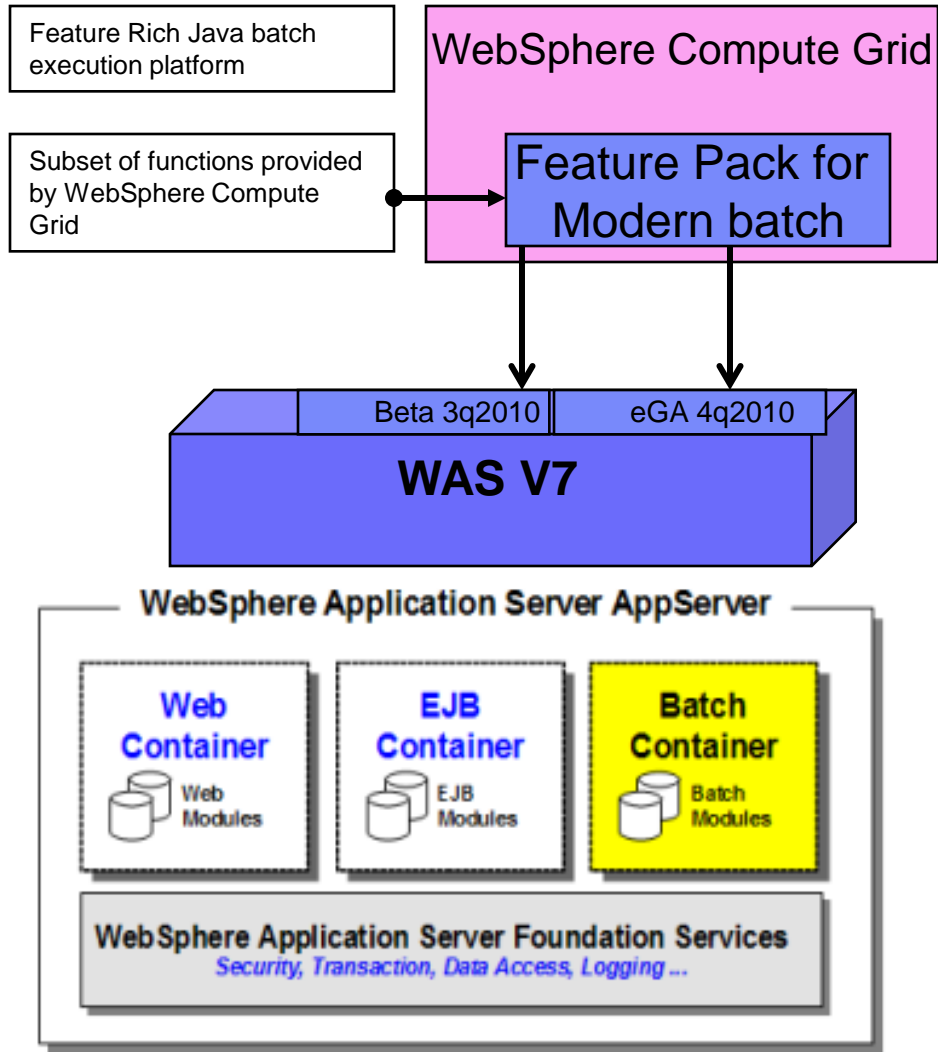 Feature Rich Java batch
execution platform
WebSphere Compute Grid
Subset of functions provided
by WebSphere Compute
Grid
Feature Pack for
Modern batch
Beta 3q2010
eGA 4q2010
WAS V7
WebSphere Application Server AppServer
Web
Container
Web
Modules
EJB
Container
EJB
Modules
Batch
Container
Batch
Modules
WebSphere Application Server Foundation Services
Security, Transaction, Data Access, Logging ...